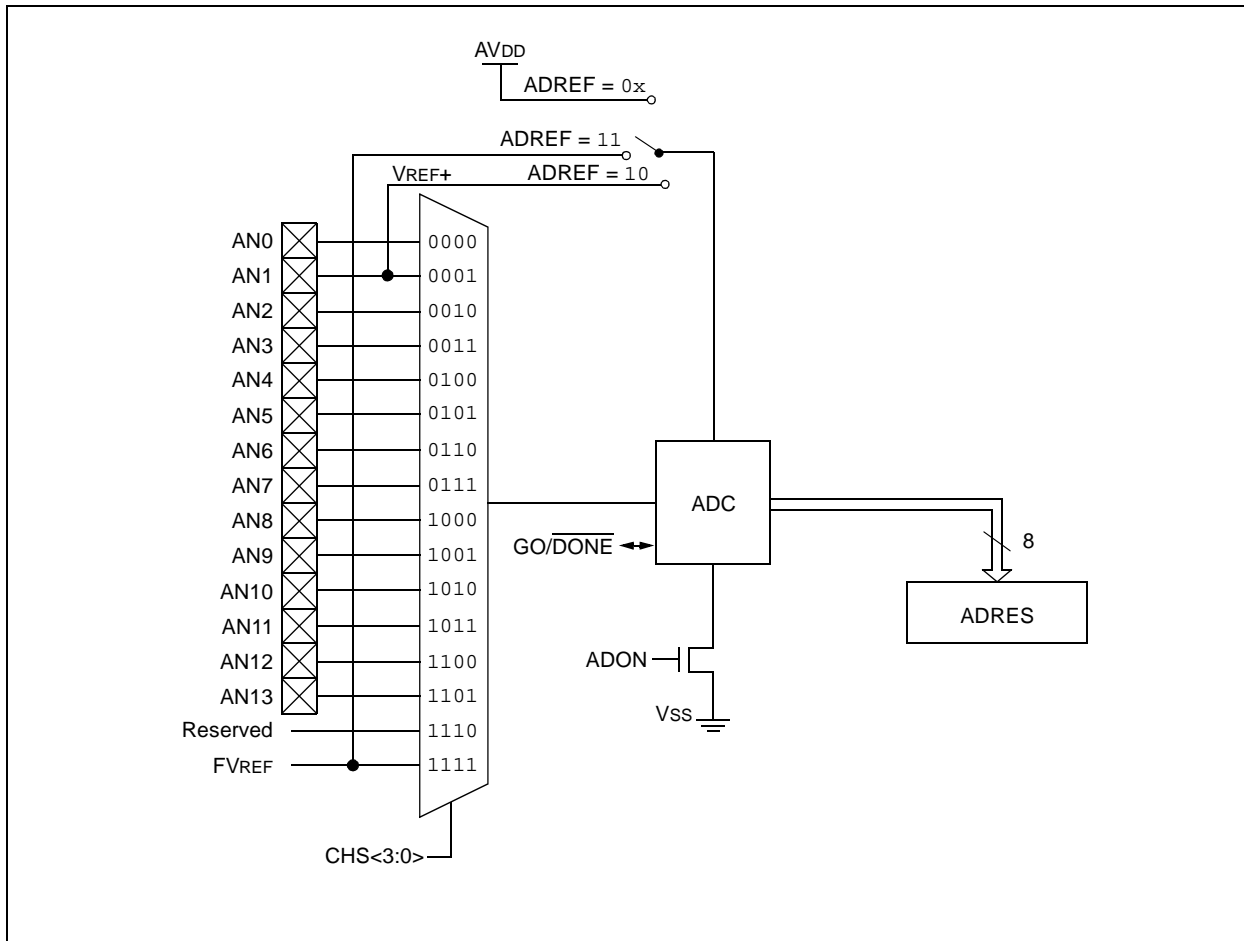 AVDD
ADREF = 0x
ADREF = 11
VREF+
ADREF = 10
AN0
0000
AN1
0001
AN2
0010
AN3
0011
AN4
0100
AN5
0101
AN6
0110
AN7
0111
AN8
1000
AN9
1001
AN10
1010
AN11
1011
AN12
1100
AN13
1101
Reserved
1110
FVREF
1111
CHS<3:0>
ADC
GO/DONE
8
ADRES
ADON
VSS